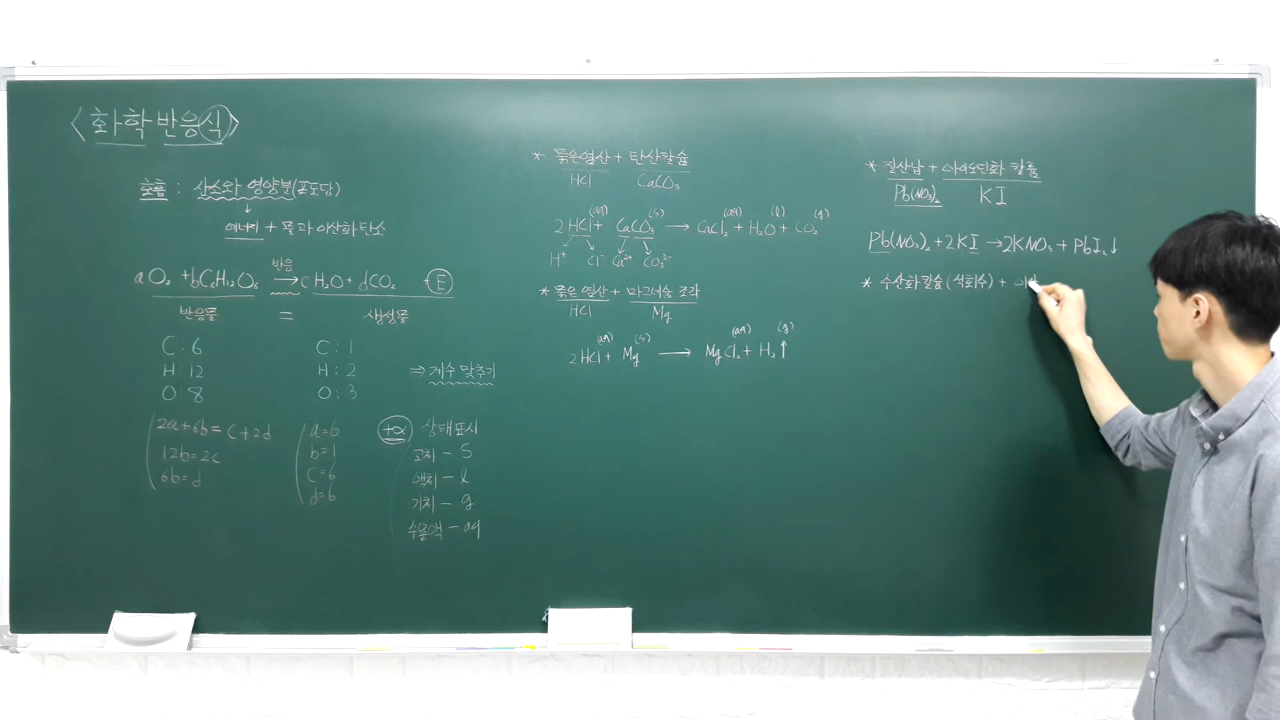 <화학반응식>
호흡 : 산소와 영양분(포도당)
↓
에너지 + 물과 이산화탄소
aO₂ + bC₆H₁₂O₆ 반응→ cH₂O + dCO₂ + E
반응물 = 생성물
C : 6 C : 1
H : 12 H : 2 ⇒ 계수 맞추기
O : 8 O : 3
2a+6b=c+2d a=6
12b=2c b=1
6b=d c=6
d=6
+α 상태표시
고체 - s
액체 - l
기체 - g
수용액 - aq
* 묽은염산 + 탄산칼슘
HCl CaCO₃
2HCl(aq) + CaCO₃(s) → CaCl₂(aq) + H₂O(l) + CO₂(g)
H⁺ Cl⁻ Ca²⁺ CO₃²⁻
* 묽은 염산 + 마그네슘 조각
HCl Mg
2HCl(aq) + Mg(s) → MgCl₂(aq) + H₂(g)↑
* 질산납 + 아이오딘화 칼륨
Pb(NO₃)₂ KI
Pb(NO₃)₂ + 2KI → 2KNO₃ + PbI₂↓
* 수산화칼슘(석회수) + 이산